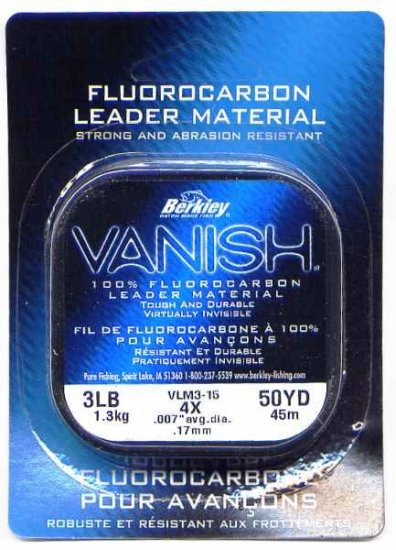 FLUOROCARBON
LEADER MATERIAL
STRONG AND ABRASION RESISTANT
Berkley
CATCH MORE FISH
VANISH
100% FLUOROCARBON
LEADER MATERIAL
TOUGH AND DURABLE
VIRTUALLY INVISIBLE
FIL DE FLUOROCARBONE À 100%
POUR AVANÇONS
RÉSISTANT ET DURABLE
PRATIQUEMENT INVISIBLE
Pure Fishing, Spirit Lake, IA 51360 1-800-237-5539 www.berkley-fishing.com
3LB VLM3-15 50YD
1.3kg 4X 45m
.007" avg.dia.
.17mm
FLUOROCARBONE
POUR AVANÇONS
ROBUSTE ET RÉSISTANT AUX FROTTEMENTS